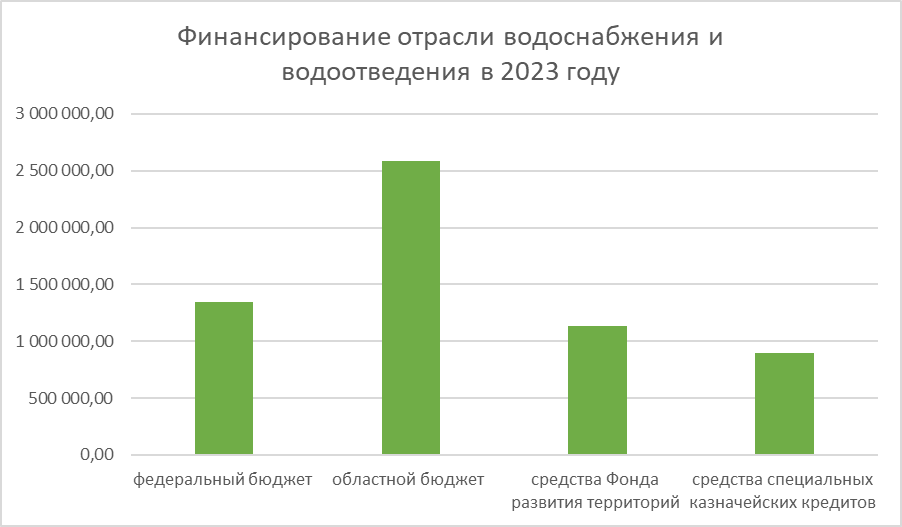 Финансирование отрасли водоснабжения и
водоотведения в 2023 году
3 000 000,00
2 500 000,00
2 000 000,00
1 500 000,00
1 000 000,00
500 000,00
0,00
федеральный бюджет
областной бюджет
средства Фонда
развития территорий
средства специальных
казначейских кредитов